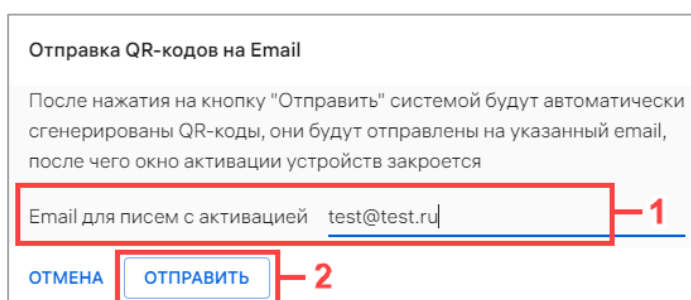 Отправка QR-кодов на Email
После нажатия на кнопку "Отправить" системой будут автоматически
сгенерированы QR-коды, они будут отправлены на указанный email,
после чего окно активации устройств закроется
Email для писем с активацией test@test.ru 1
ОТМЕНА ОТПРАВИТЬ 2